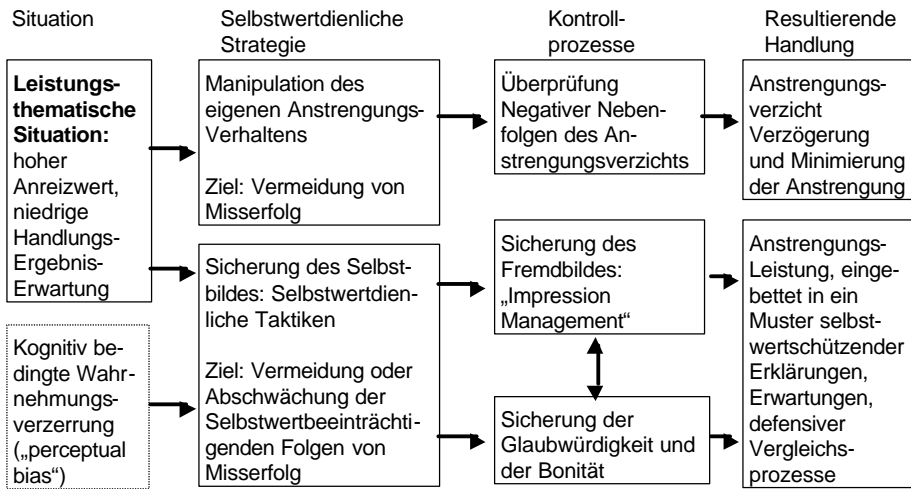 Situation
Selbstwertdienliche
Strategie
Kontroll-
prozesse
Resultierende
Handlung
Leistungs-
thematische
Situation:
hoher
Anreizwert,
niedrige
Handlungs-
Ergebnis-
Erwartung
Manipulation des
eigenen Anstrengungs-
Verhaltens
Ziel: Vermeidung von
Misserfolg
Überprüfung
Negativer Neben-
folgen des An-
strengungsverzichts
Anstrengungs-
verzicht
Verzögerung
und Minimierung
der Anstrengung
Kognitiv be-
dingte Wahr-
nehmungs-
verzerrung
(„perceptual
bias“)
Sicherung des Selbst-
bildes: Selbstwertdien-
liche Taktiken
Ziel: Vermeidung oder
Abschwächung der
Selbstwertbeeinträchti-
genden Folgen von
Misserfolg
Sicherung des
Fremdbildes:
„Impression
Management“
Sicherung der
Glaubwürdigkeit und
der Bonität
Anstrengungs-
Leistung, einge-
bettet in ein
Muster selbst-
wertschützender
Erklärungen,
Erwartungen,
defensiver
Vergleichs-
prozesse